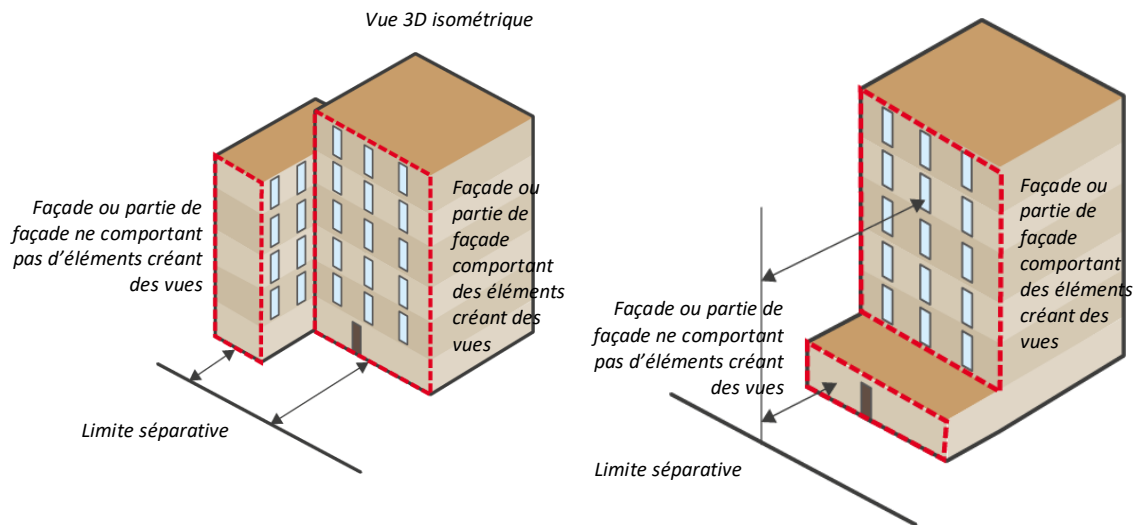 Vue 3D isométrique
Façade ou partie de
façade ne comportant
pas d’éléments créant
des vues
Façade ou
partie de
façade
comportant
des éléments
créant des
vues
Limite séparative
Façade ou
partie de
façade
comportant
des éléments
créant des
vues
Façade ou partie de
façade ne comportant
pas d’éléments créant
des vues
Limite séparative